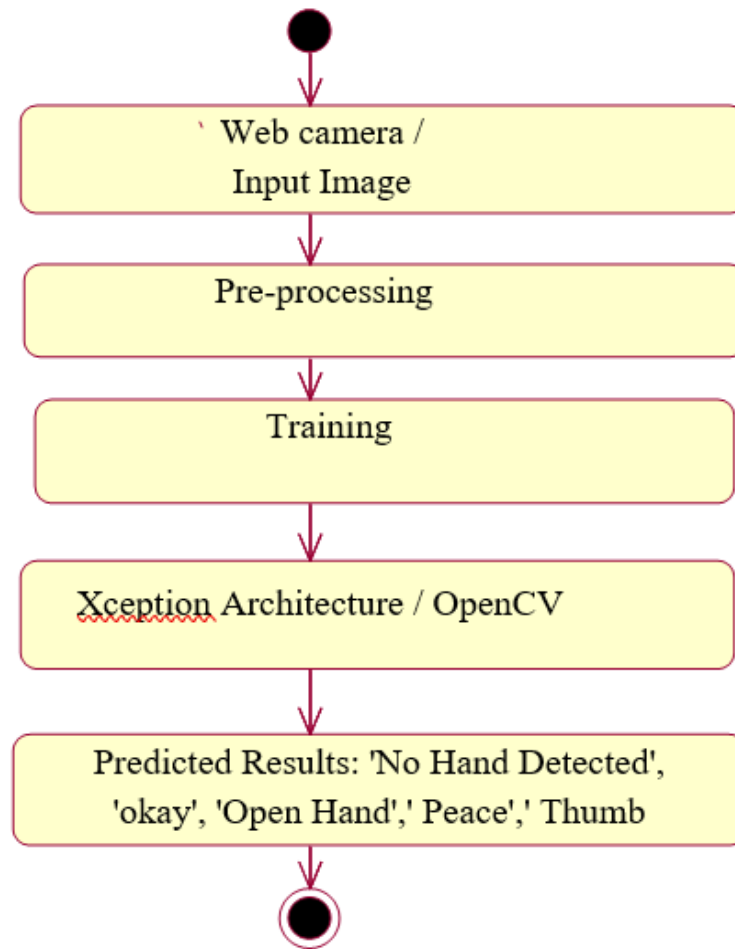 ` Web camera /
Input Image
Pre-processing
Training
Xception Architecture / OpenCV
Predicted Results: 'No Hand Detected',
'okay', 'Open Hand',' Peace',' Thumb